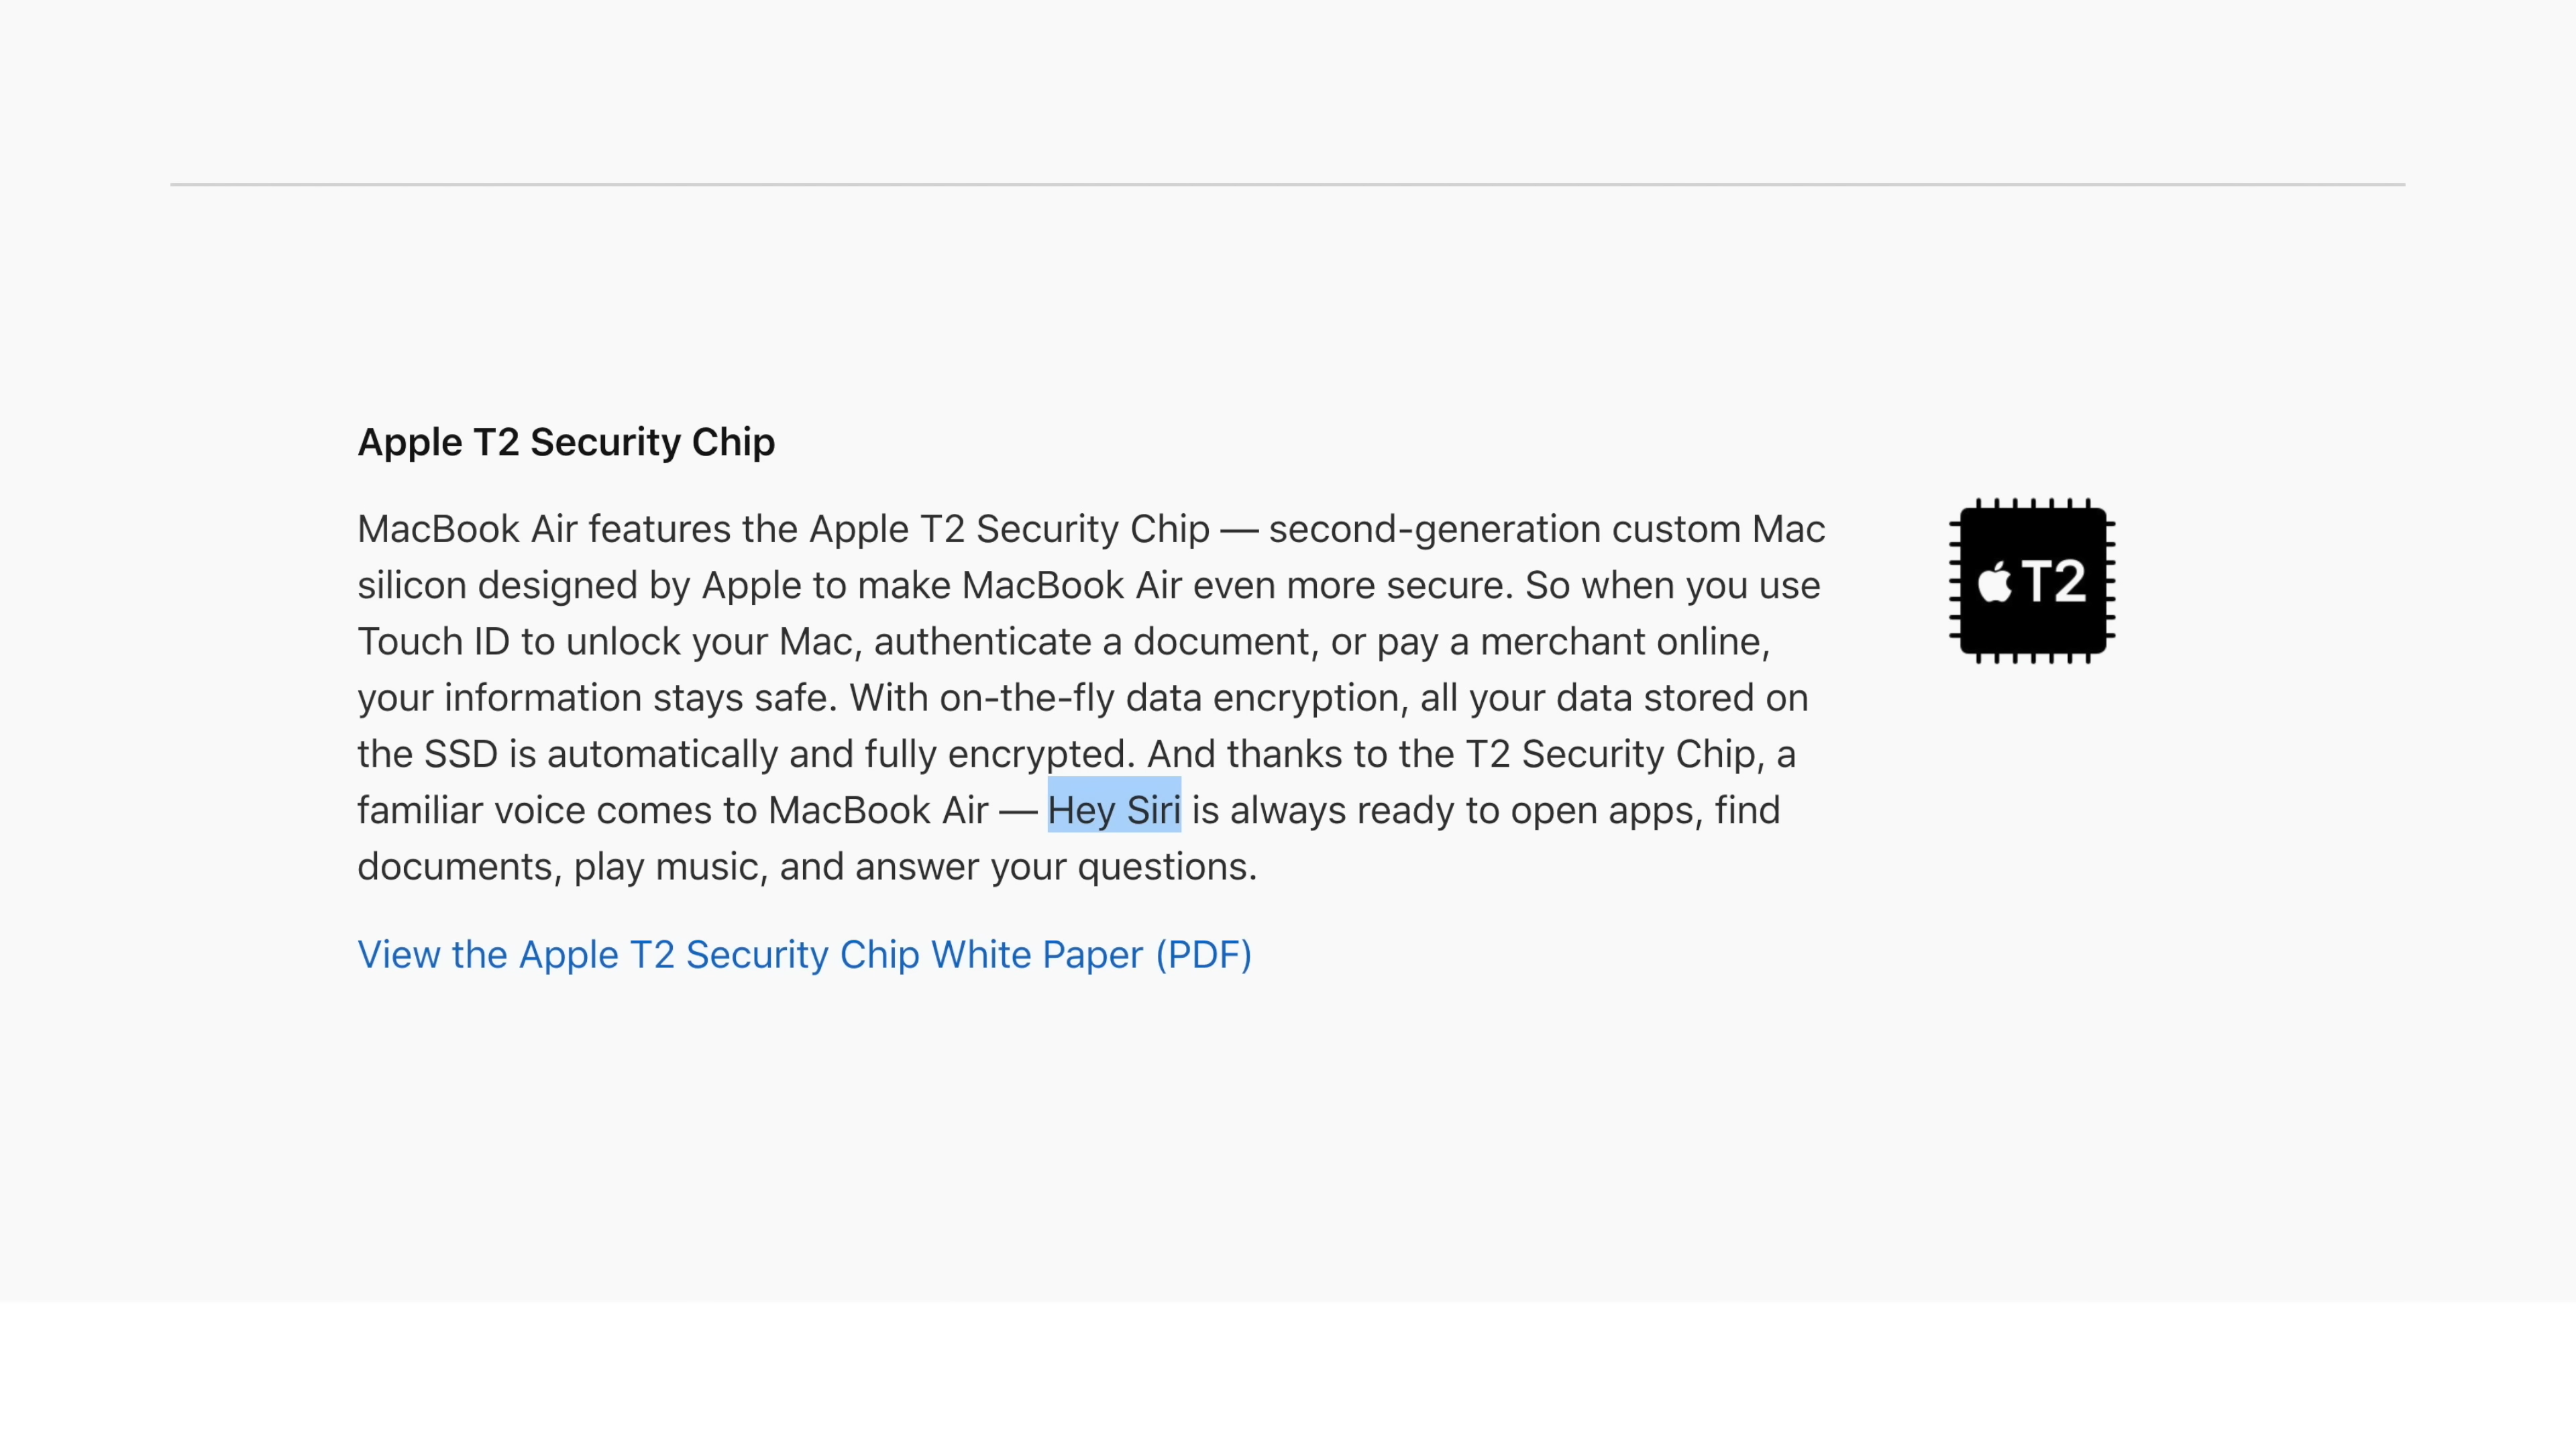 Apple T2 Security Chip
MacBook Air features the Apple T2 Security Chip — second-generation custom Mac
silicon designed by Apple to make MacBook Air even more secure. So when you use
Touch ID to unlock your Mac, authenticate a document, or pay a merchant online,
your information stays safe. With on-the-fly data encryption, all your data stored on
the SSD is automatically and fully encrypted. And thanks to the T2 Security Chip, a
familiar voice comes to MacBook Air — Hey Siri is always ready to open apps, find
documents, play music, and answer your questions.
View the Apple T2 Security Chip White Paper (PDF)
T2